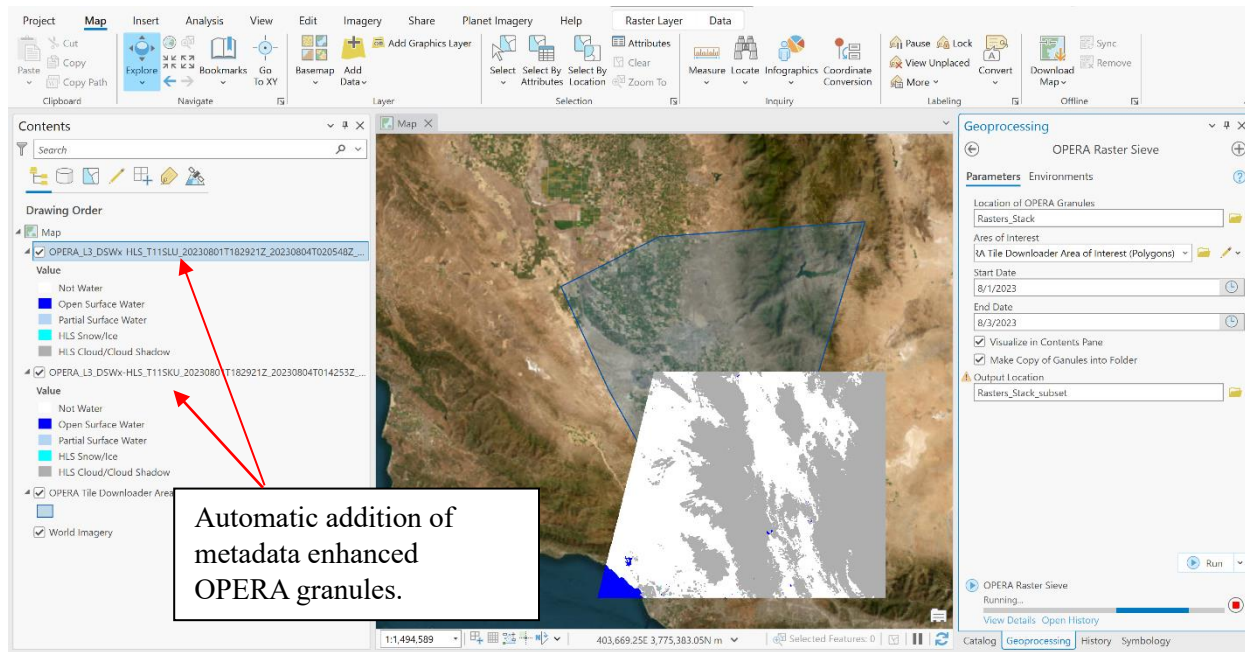 Project Map Insert Analysis View Edit Imagery Share Planet Imagery Help Raster Layer Data
Cut
Copy
Copy Path
Paste
Clipboard
Explore
Bookmarks
Go
To XY
Navigate
Basemap
Add
Data
Add Graphics Layer
Layer
Select
Select By
Attributes
Select By
Location
Attributes
Clear
Zoom To
Selection
Measure
Locate
Infographics
Coordinate
Conversion
Inquiry
Pause Lock
View Unplaced
More
Convert
Labeling
Download
Map
Sync
Remove
Offline
Contents
Search
Drawing Order
Map
OPERA_L3_DSWx-HLS_T11SLU_20230801T182921Z_20230804T020548Z_...
Value
Not Water
Open Surface Water
Partial Surface Water
HLS Snow/Ice
HLS Cloud/Cloud Shadow
OPERA_L3_DSWx-HLS_T11SKU_20230801T182921Z_20230804T014253Z_...
Value
Not Water
Open Surface Water
Partial Surface Water
HLS Snow/Ice
HLS Cloud/Cloud Shadow
OPERA Tile Downloader Area
World Imagery
Automatic addition of
metadata enhanced
OPERA granules.
Map
1:1,494,589
403,669.25E 3,775,383.05N m
Selected Features: 0
Geoprocessing
OPERA Raster Sieve
Parameters Environments
Location of OPERA Granules
Rasters_Stack
Ares of Interest
RA Tile Downloader Area of Interest (Polygons)
Start Date
8/1/2023
End Date
8/3/2023
Visualize in Contents Pane
Make Copy of Ganules into Folder
Output Location
Rasters_Stack_subset
Run
OPERA Raster Sieve
Running...
View Details Open History
Catalog Geoprocessing History Symbology